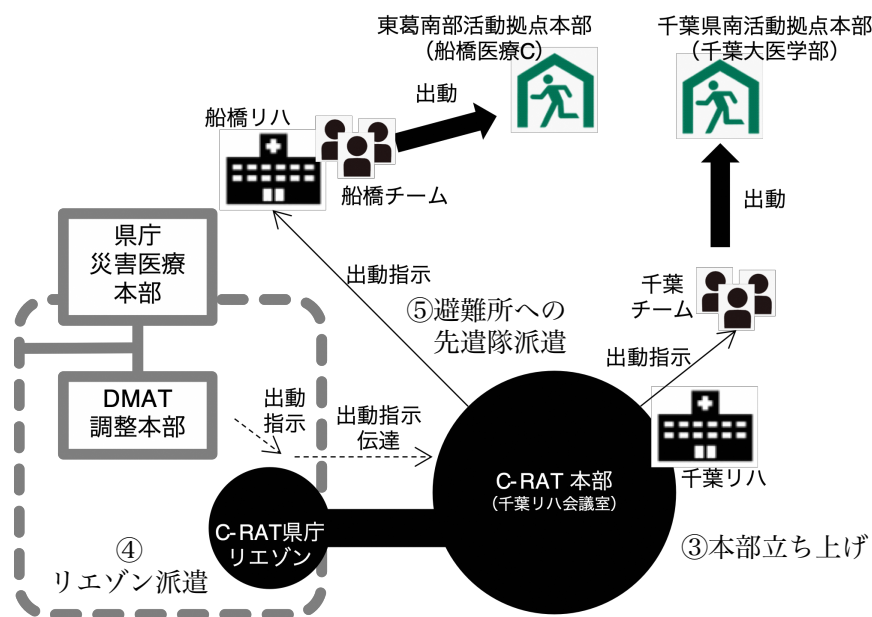 東葛南部活動拠点本部
（船橋医療C）
千葉県南活動拠点本部
（千葉大医学部）
出動
船橋リハ
船橋チーム
出動
県庁
災害医療
本部
出動指示
⑤避難所への
先遣隊派遣
千葉
チーム
出動指示
DMAT
調整本部
出動
指示
出動指示
伝達
C-RAT 本部
（千葉リハ会議室）
千葉リハ
C-RAT県庁
リエゾン
④
リエゾン派遣
③本部立ち上げ